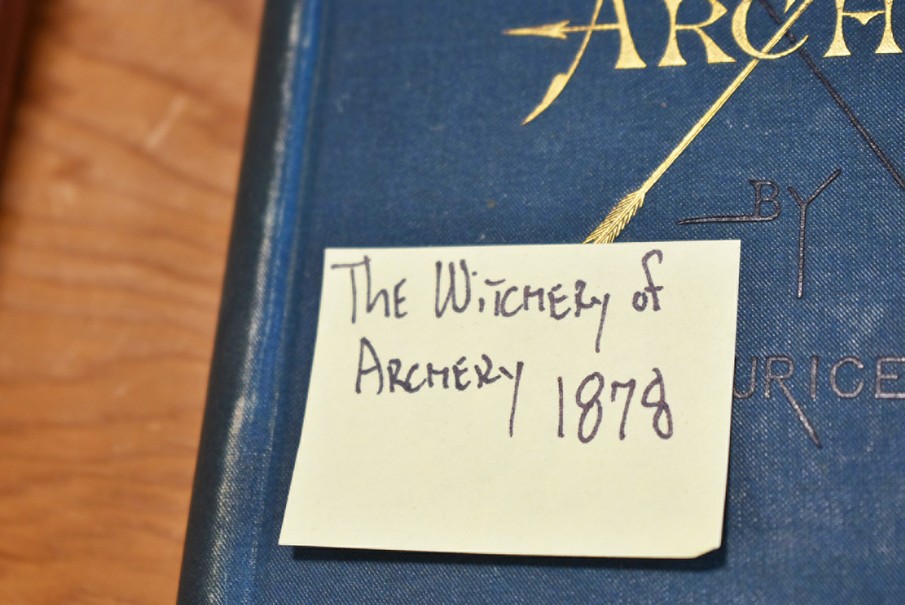 ARCH
BY
URICE
The Witchery of
Archery 1878